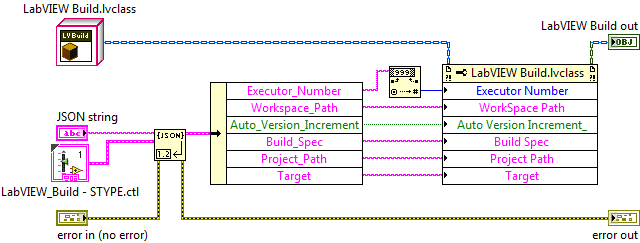 LabVIEW Build.lvclass
LVBuild
LabVIEW Build out
OBJ
LabVIEW Build.lvclass
999
Executor_Number
Executor Number
Workspace_Path
WorkSpace Path
Auto_Version_Increment
Auto Version Increment_
Build_Spec
Build Spec
Project_Path
Project Path
Target
Target
JSON string
abc
{JSON}
1.2
1
LabVIEW_Build - STYPE.ctl
error in (no error)
error out